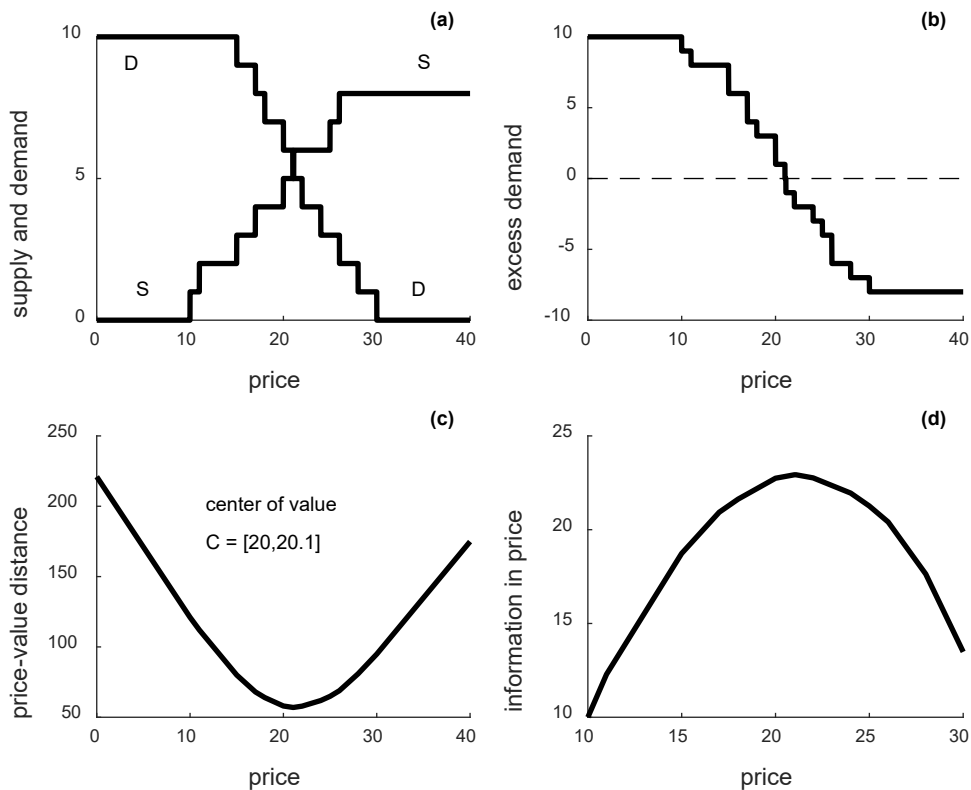 (a)
supply and demand
10
5
0
D
S
S
D
0
10
20
30
40
price
(b)
excess demand
10
5
0
-5
-10
0
10
20
30
40
price
(c)
price-value distance
250
200
150
100
50
center of value
C = [20,20.1]
0
10
20
30
40
price
(d)
information in price
25
20
15
10
10
15
20
25
30
price